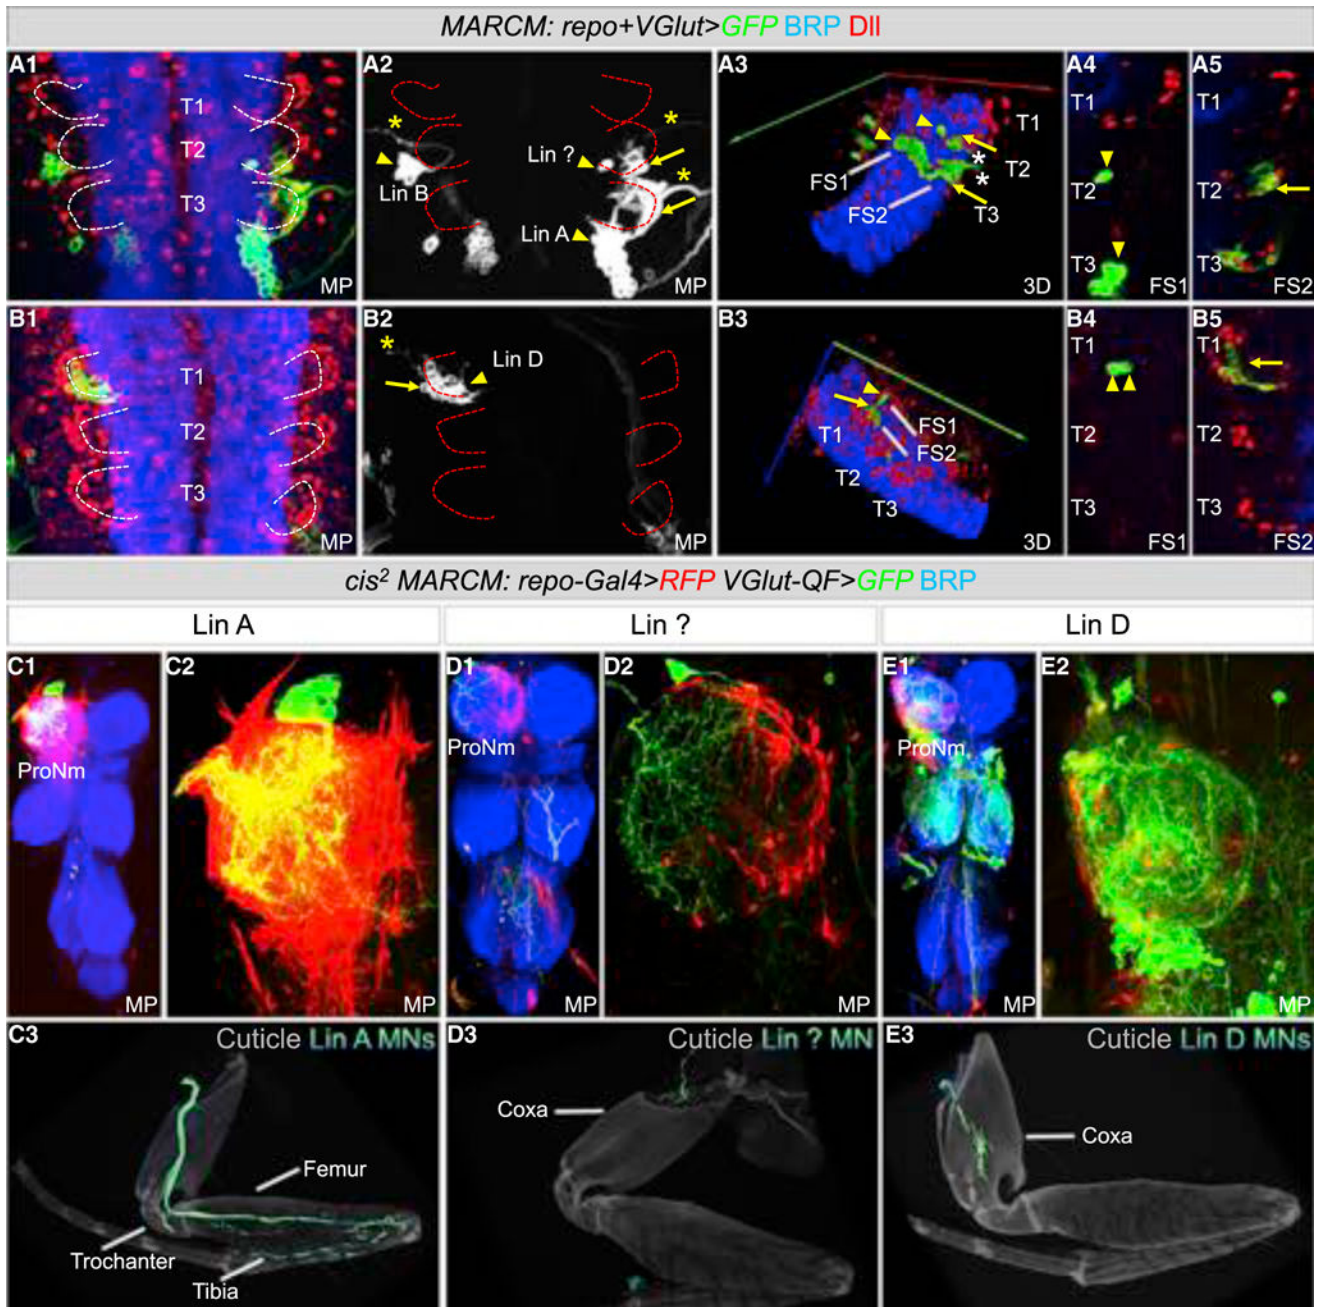 MARCM: repo+VGlut>GFP BRP Dll
A1
T1
T2
T3
MP
A2
*
*
*
Lin B
Lin ?
Lin A
MP
A3
T1
T2
T3
FS1
FS2
*
*
3D
A4
T1
T2
T3
FS1
A5
T1
T2
T3
FS2
B1
T1
T2
T3
MP
B2
*
Lin D
MP
B3
T1
T2
T3
FS1
FS2
3D
B4
T1
T2
T3
FS1
B5
T1
T2
T3
FS2
cis² MARCM: repo-Gal4>RFP VGlut-QF>GFP BRP
Lin A
Lin ?
Lin D
C1
ProNm
MP
C2
MP
D1
ProNm
MP
D2
MP
E1
ProNm
MP
E2
MP
C3
Cuticle Lin A MNs
Femur
Trochanter
Tibia
D3
Cuticle Lin ? MN
Coxa
E3
Cuticle Lin D MNs
Coxa